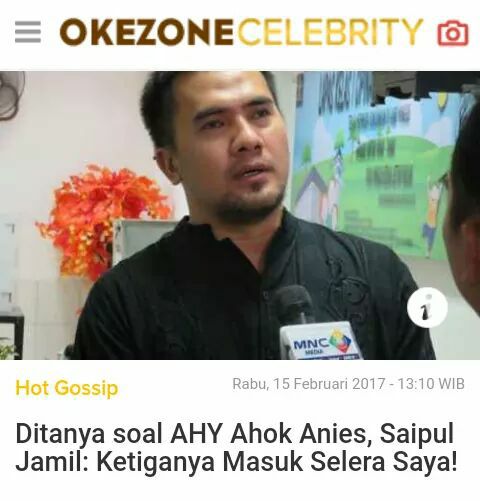 OKEZONECELEBRITY
MNC
MEDIA
i
Hot Gossip
Rabu, 15 Februari 2017 - 13:10 WIB
Ditanya soal AHY Ahok Anies, Saipul
Jamil: Ketiganya Masuk Selera Saya!